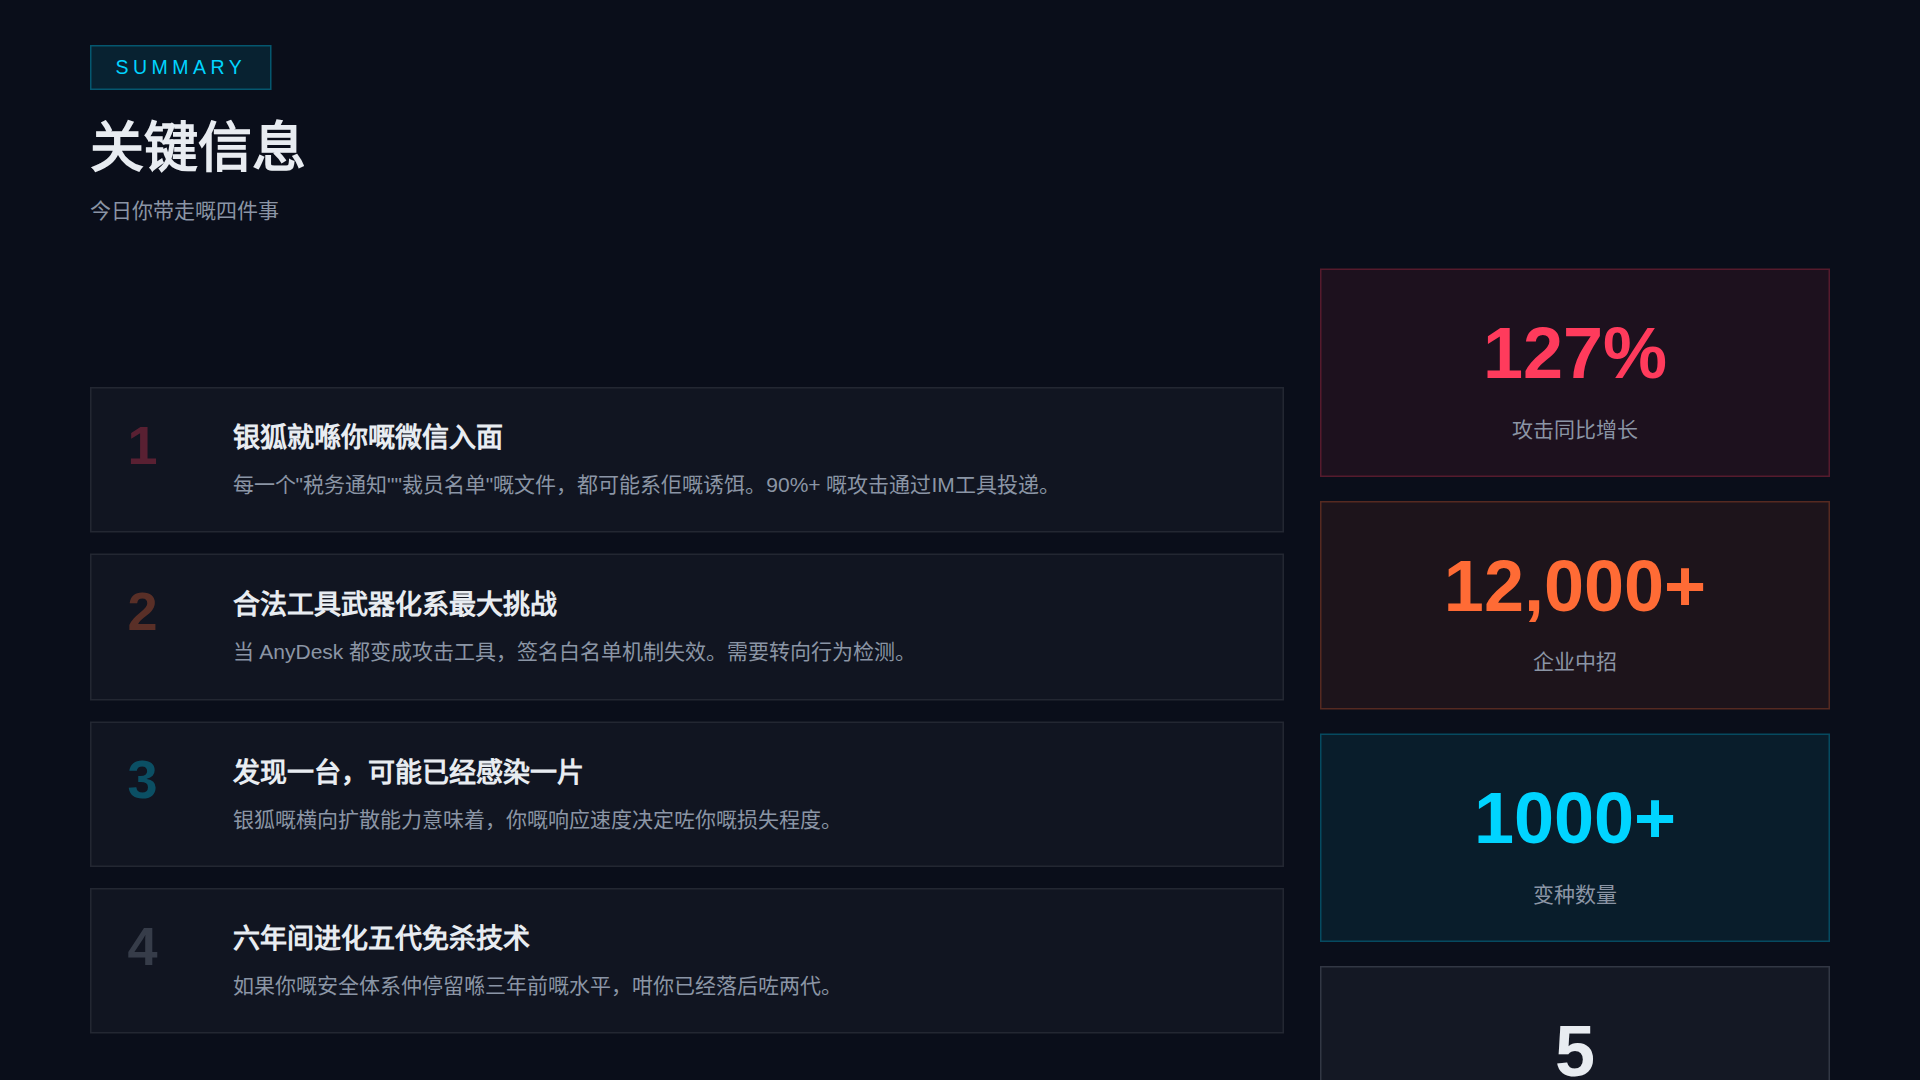 SUMMARY
关键信息
今日你带走嘅四件事
1
银狐就喺你嘅微信入面
每一个"税务通知""裁员名单"嘅文件，都可能系佢嘅诱饵。90%+ 嘅攻击通过IM工具投递。
2
合法工具武器化系最大挑战
当 AnyDesk 都变成攻击工具，签名白名单机制失效。需要转向行为检测。
3
发现一台，可能已经感染一片
银狐嘅横向扩散能力意味着，你嘅响应速度决定咗你嘅损失程度。
4
六年间进化五代免杀技术
如果你嘅安全体系仲停留喺三年前嘅水平，咁你已经落后咗两代。
127%
攻击同比增长
12,000+
企业中招
1000+
变种数量
5